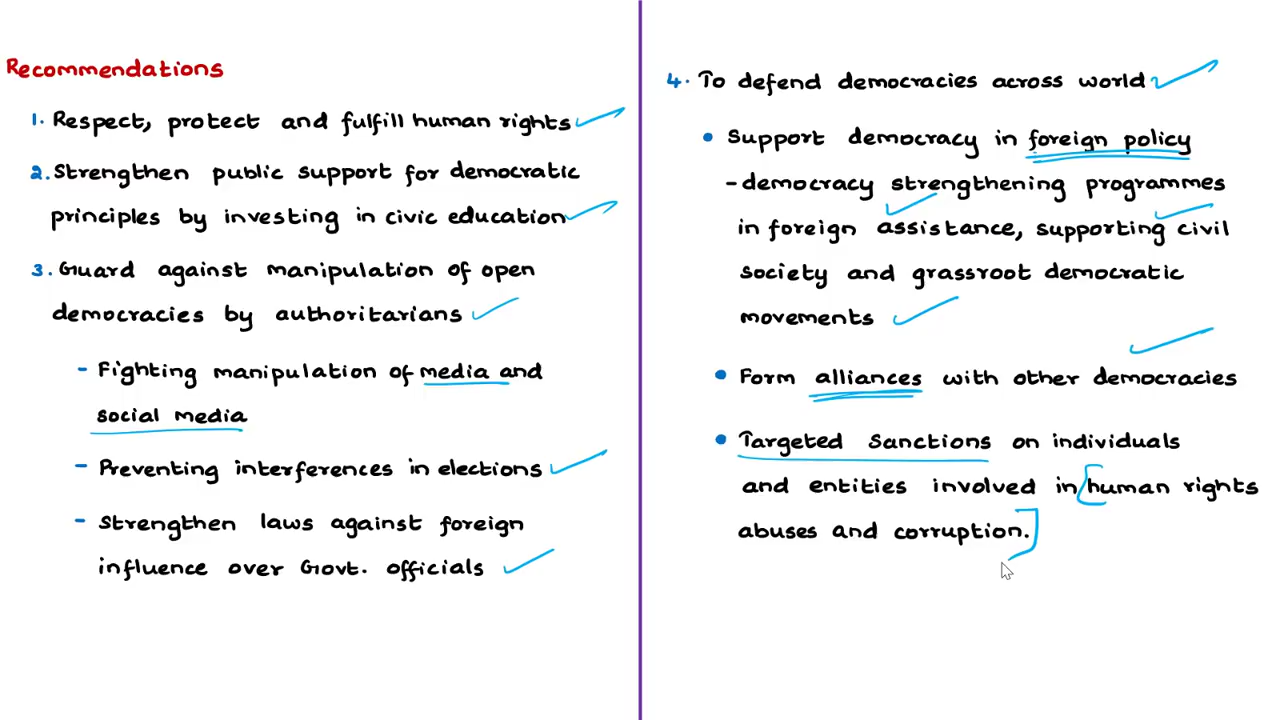 Recommendations
1. Respect, protect and fulfill human rights
2. Strengthen public support for democratic
principles by investing in civic education
3. Guard against manipulation of open
democracies by authoritarians
- Fighting manipulation of media and
social media
- Preventing interferences in elections
- Strengthen laws against foreign
influence over Govt. officials
4. To defend democracies across world
• Support democracy in foreign policy
- democracy strengthening programmes
in foreign assistance, supporting civil
society and grassroot democratic
movements
• Form alliances with other democracies
• Targeted Sanctions on individuals
and entities involved in human rights
abuses and corruption.